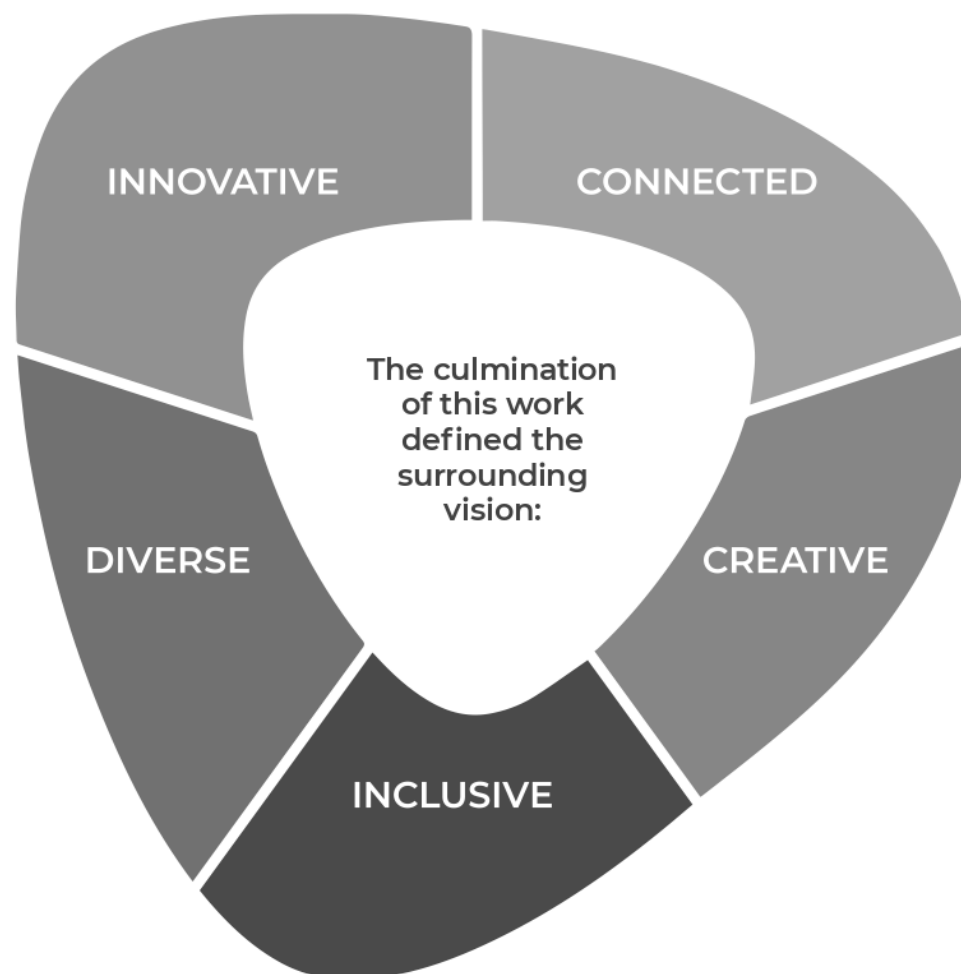 INNOVATIVE
CONNECTED
The culmination
of this work
defined the
surrounding
vision:
DIVERSE
CREATIVE
INCLUSIVE